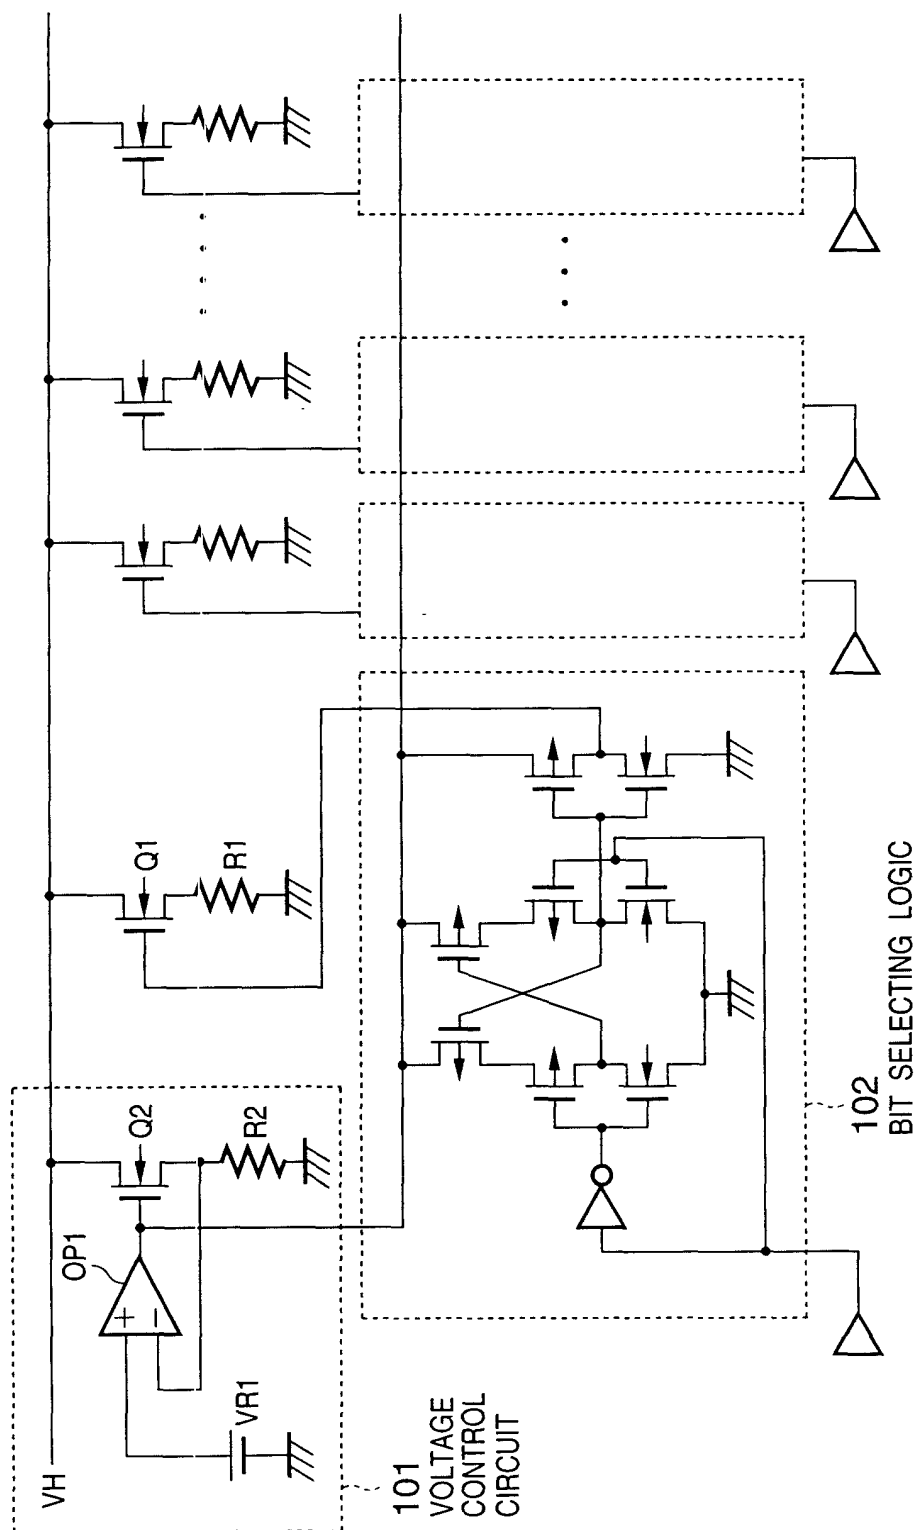 VH
101
VOLTAGE
CONTROL
CIRCUIT
VR1
OP1
+
−
Q2
R2
Q1
R1
102
BIT SELECTING LOGIC